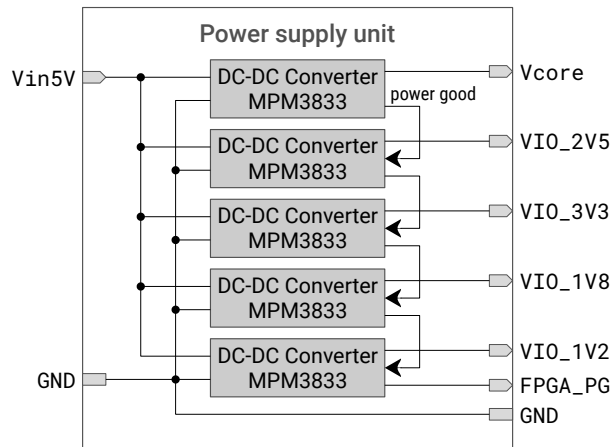 Power supply unit
Vin5V
DC-DC Converter
MPM3833
Vcore
power good
DC-DC Converter
MPM3833
VIO_2V5
DC-DC Converter
MPM3833
VIO_3V3
DC-DC Converter
MPM3833
VIO_1V8
DC-DC Converter
MPM3833
VIO_1V2
GND
FPGA_PG
GND